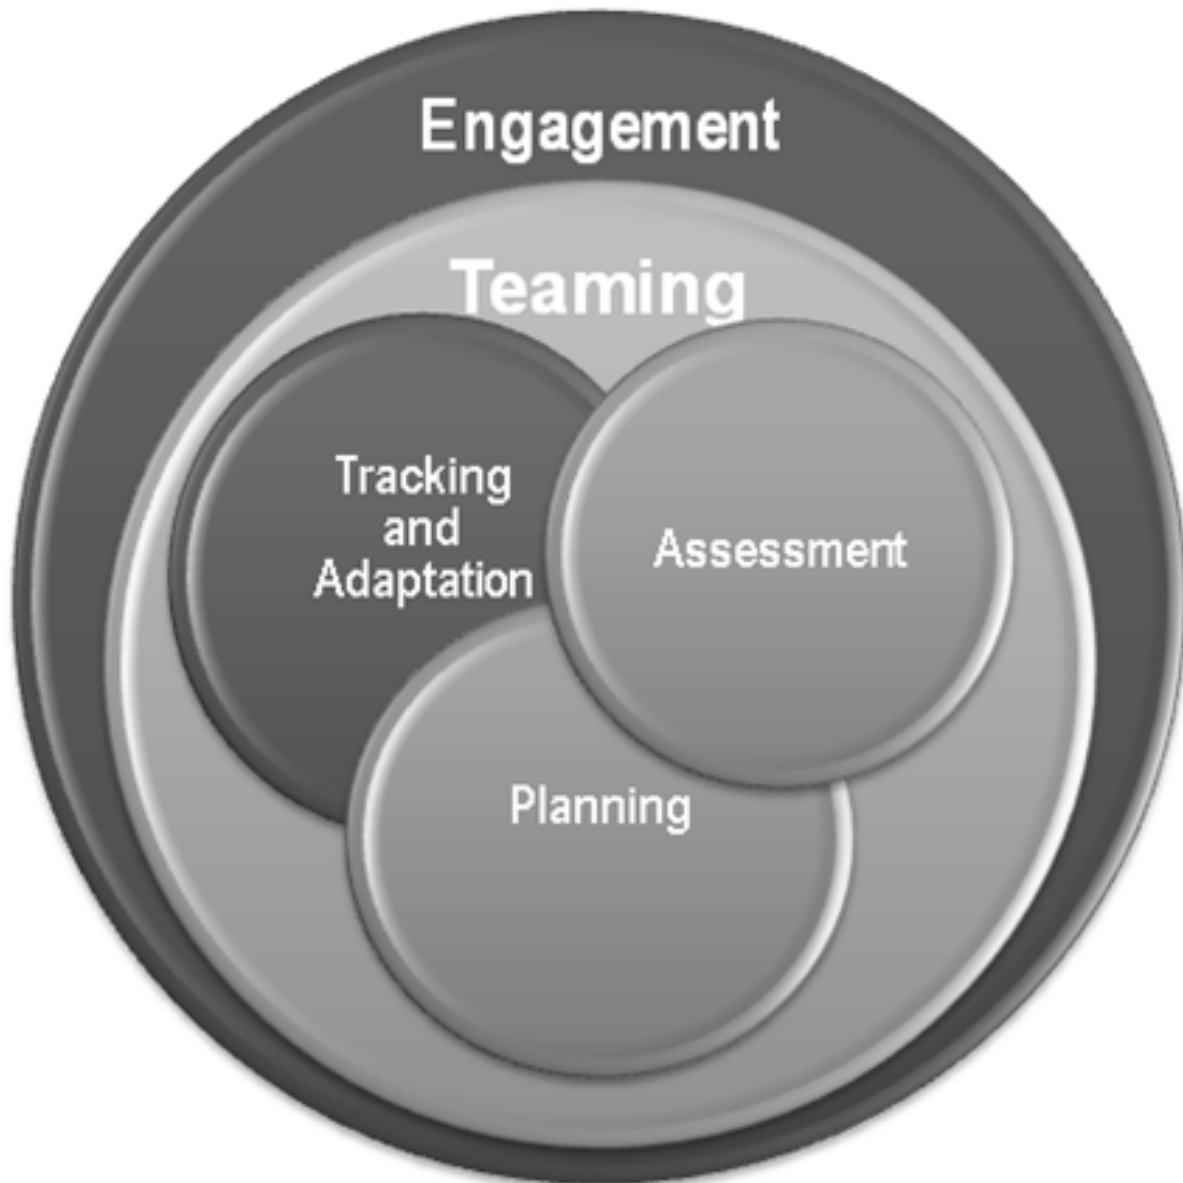 Engagement
Teaming
Tracking
and
Adaptation
Assessment
Planning